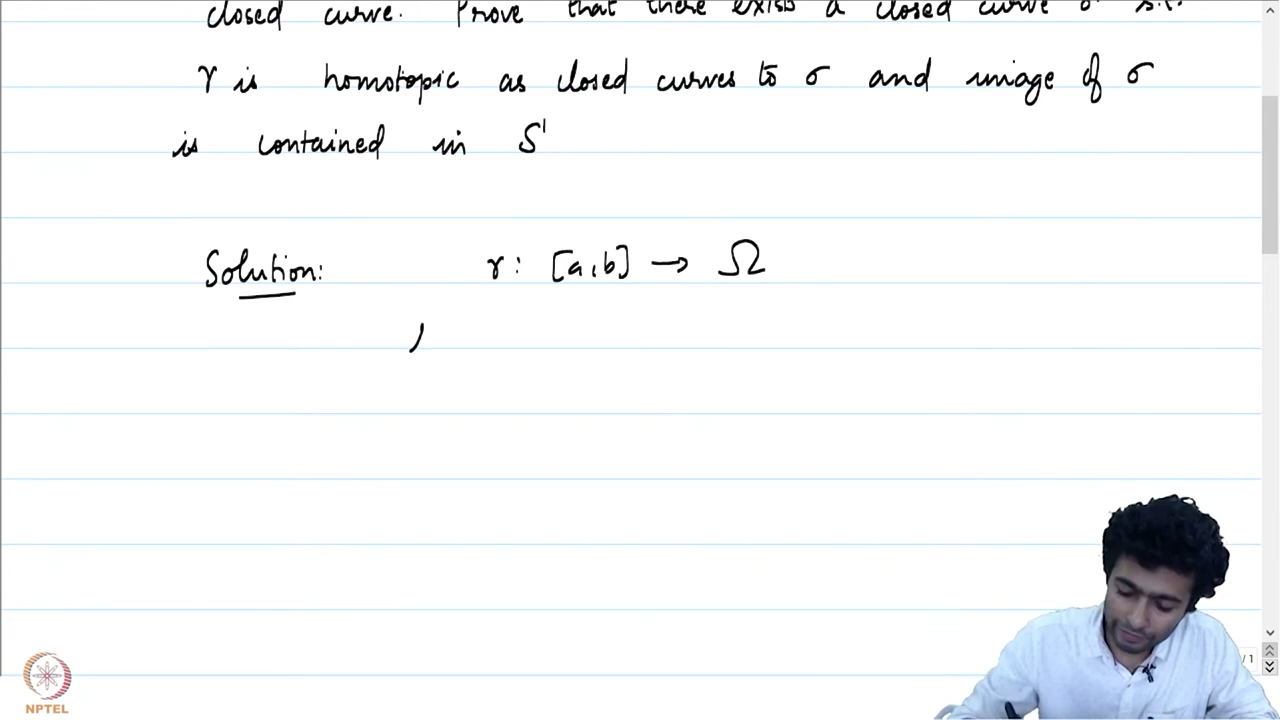 closed curve. Prove that there exists a closed curve σ s.t.
γ is homotopic as closed curves to σ and image of σ
is contained in S¹
Solution: γ : [a,b] → Ω
/1
NPTEL